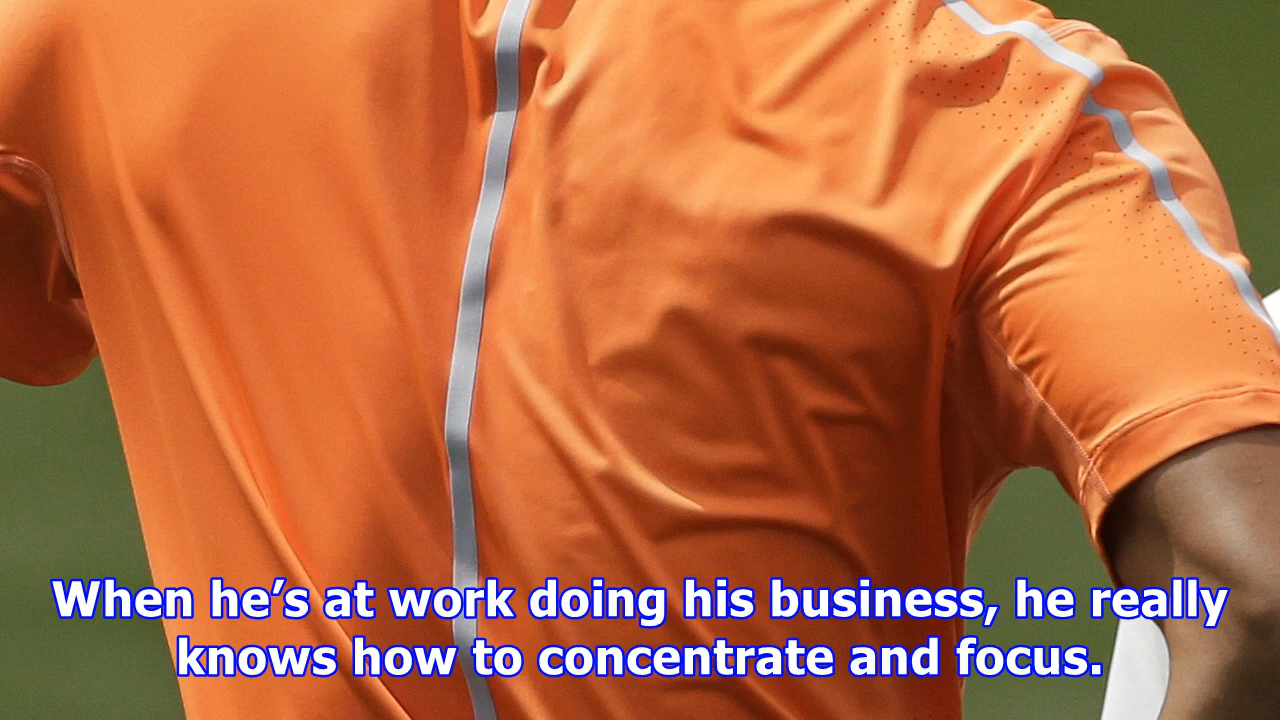 When he’s at work doing his business, he really
knows how to concentrate and focus.